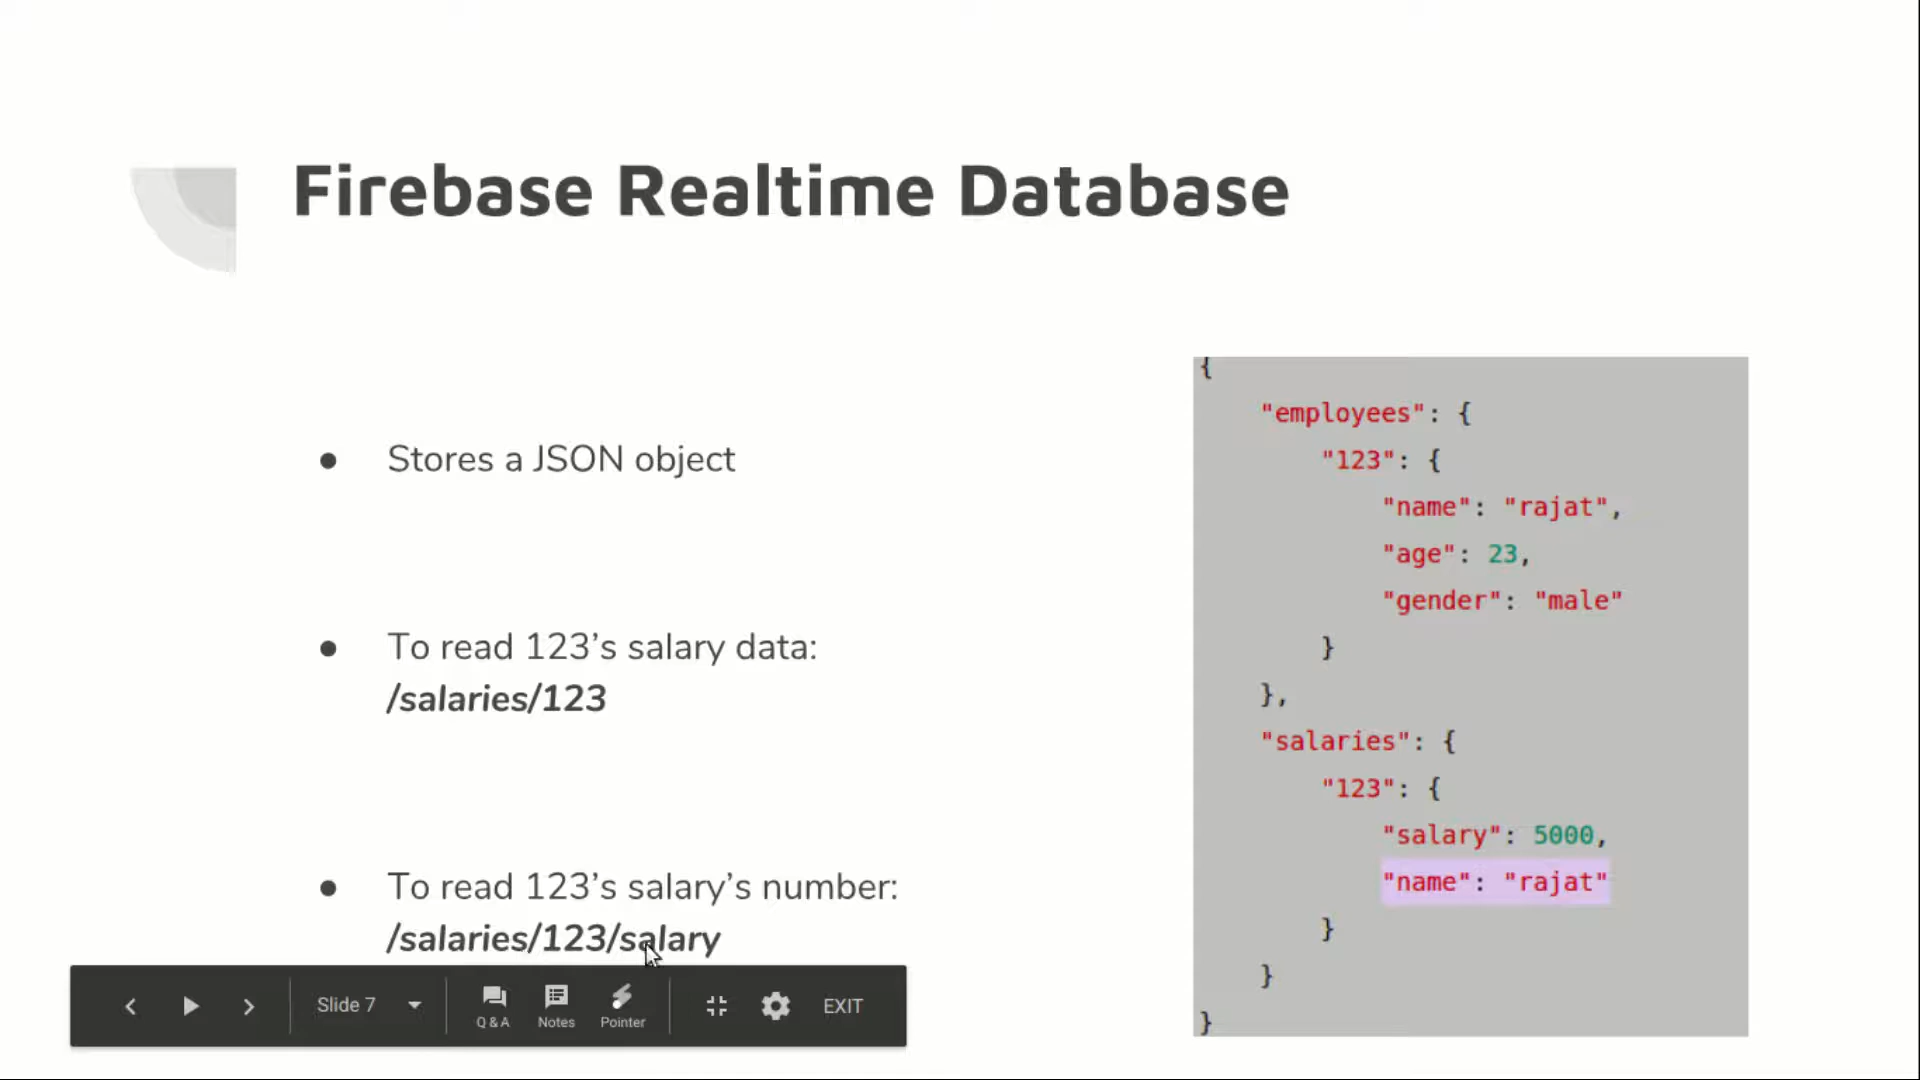 Firebase Realtime Database
● Stores a JSON object
● To read 123’s salary data:
/salaries/123
● To read 123’s salary’s number:
/salaries/123/salary
{
"employees": {
"123": {
"name": "rajat",
"age": 23,
"gender": "male"
}
},
"salaries": {
"123": {
"salary": 5000,
"name": "rajat"
}
}
}
Slide 7
Q & A
Notes
Pointer
EXIT